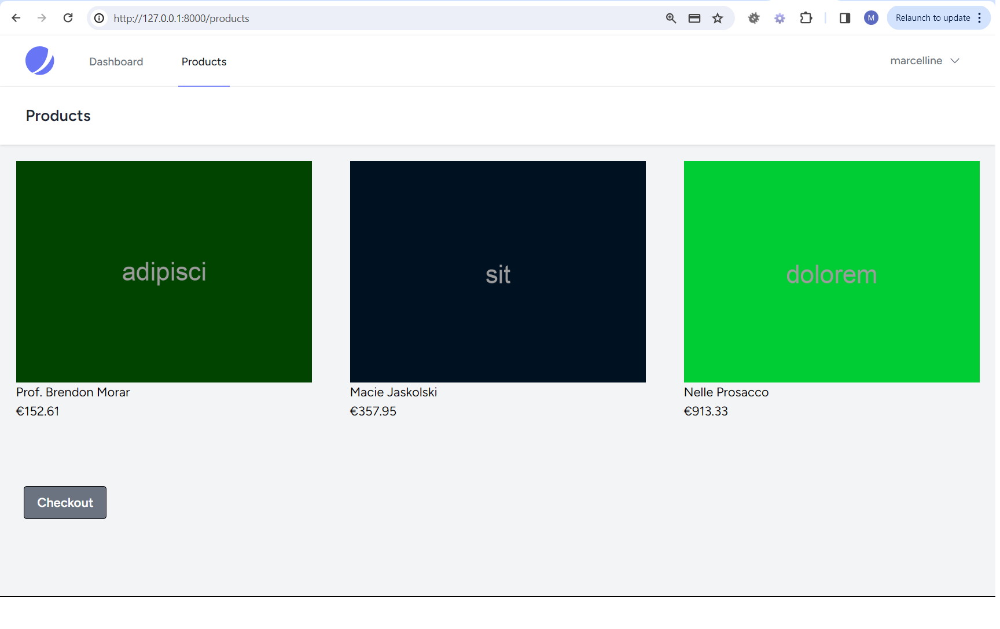 http://127.0.0.1:8000/products
M
Relaunch to update
Dashboard
Products
marcelline
Products
adipisci
sit
dolorem
Prof. Brendon Morar
Macie Jaskolski
Nelle Prosacco
€152.61
€357.95
€913.33
Checkout